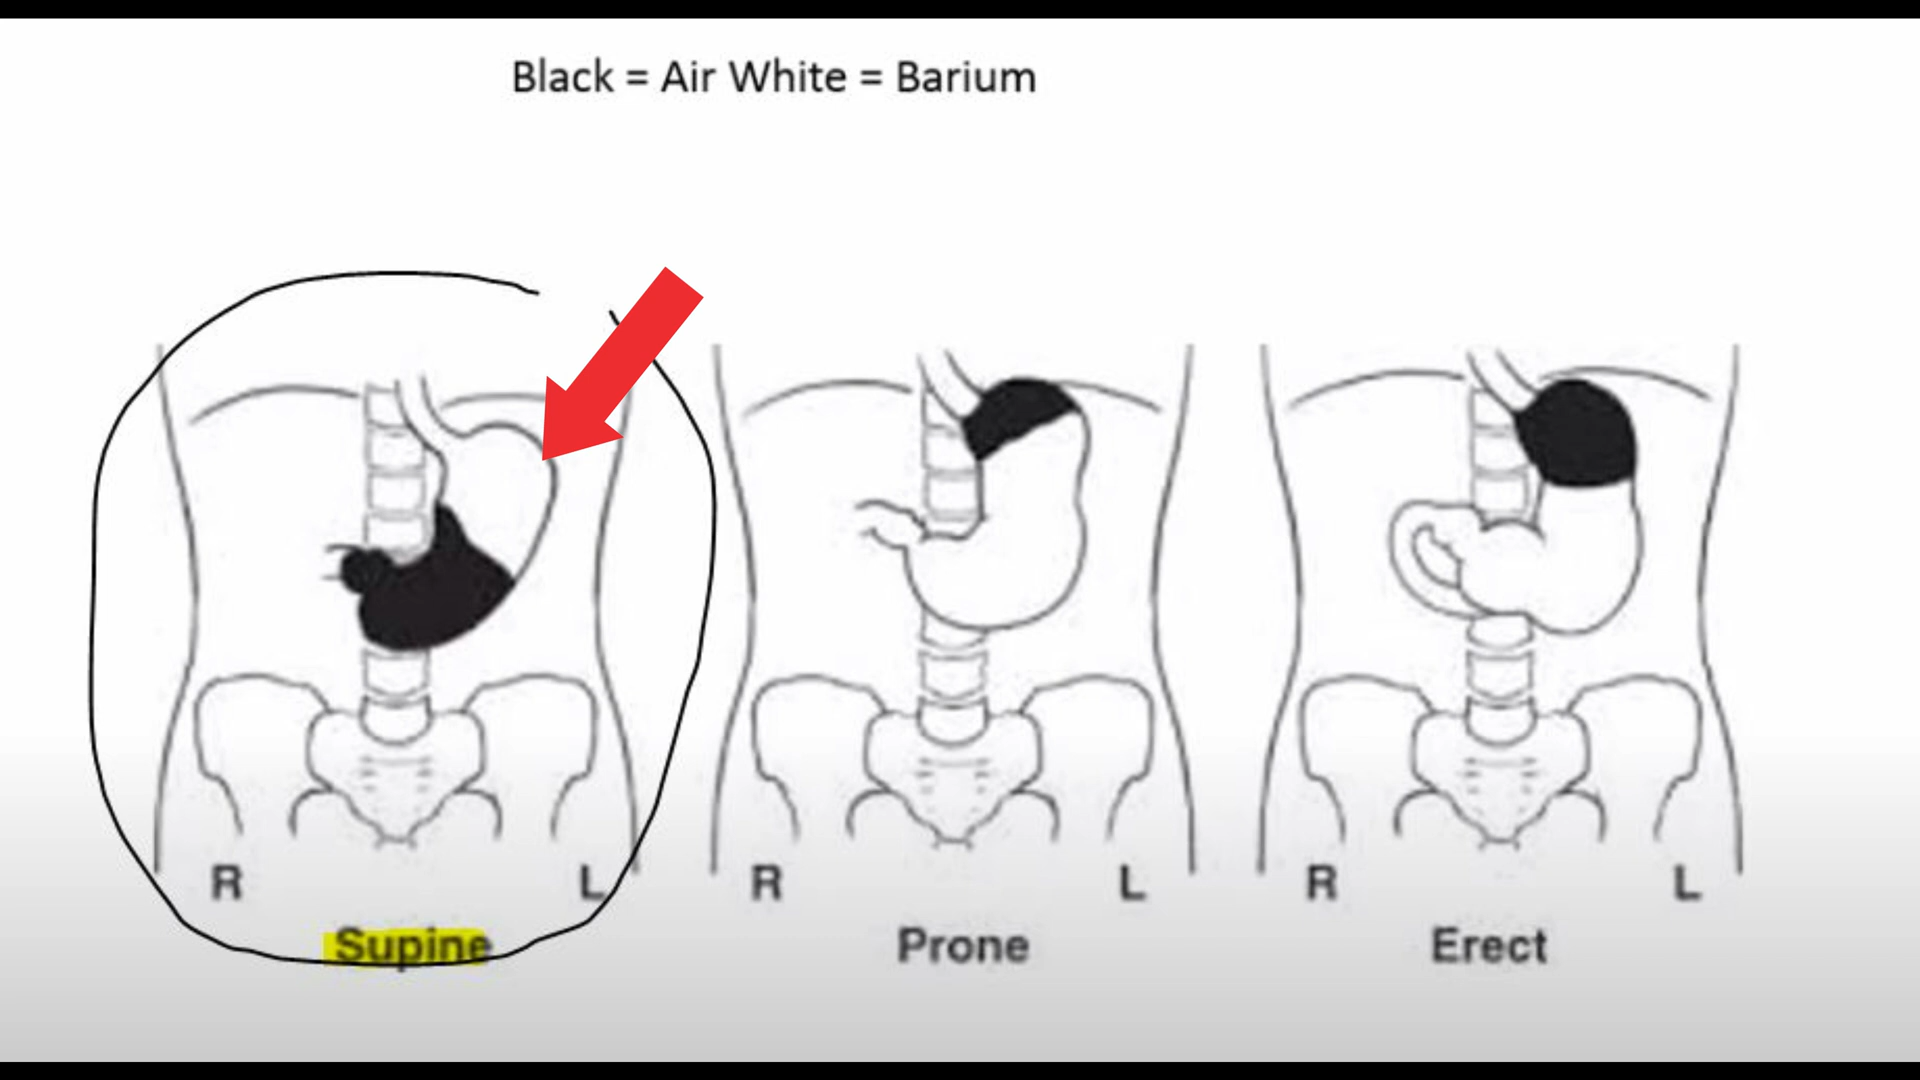 Black = Air White = Barium
R L R L R L
Supine Prone Erect